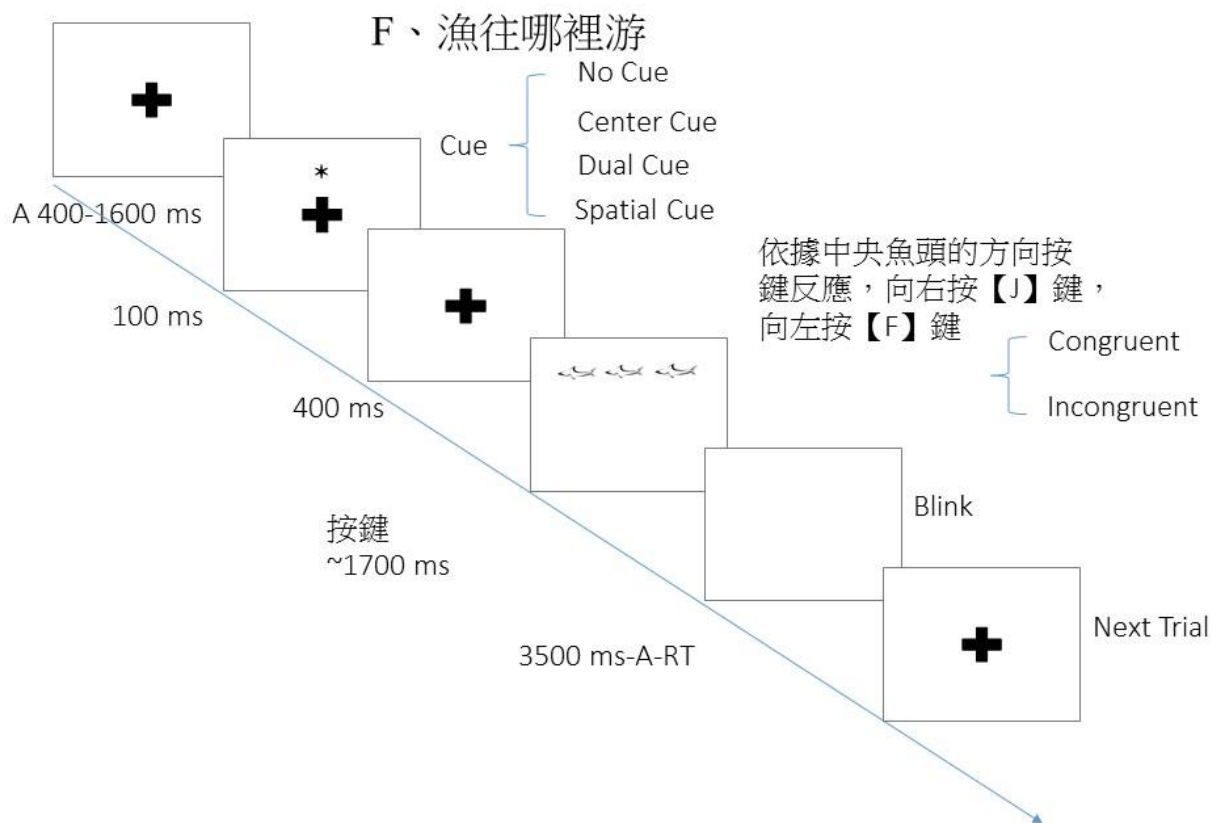 F、漁往哪裡游
No Cue
Center Cue
Dual Cue
Spatial Cue
Cue
A 400-1600 ms
100 ms
400 ms
依據中央魚頭的方向按
鍵反應，向右按【J】鍵，
向左按【F】鍵
Congruent
Incongruent
按鍵
~1700 ms
Blink
3500 ms-A-RT
Next Trial